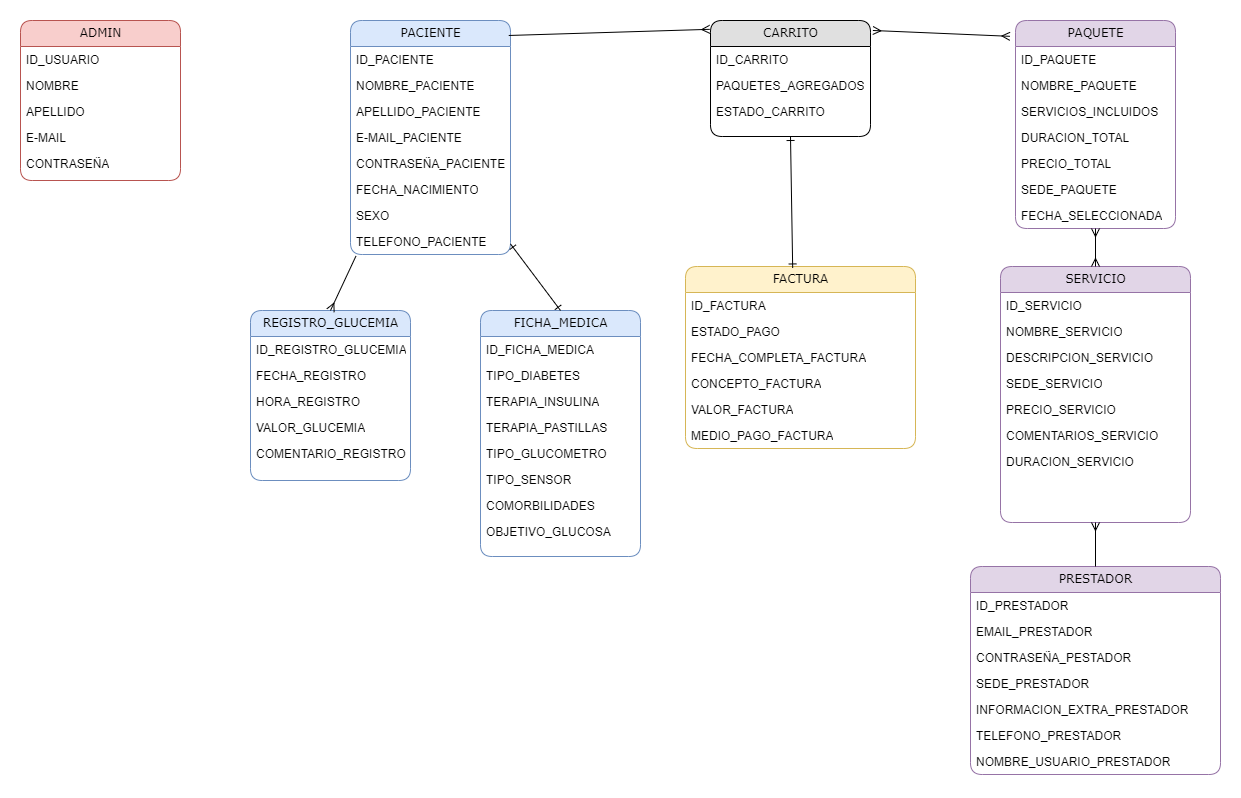 ADMIN
ID_USUARIO
NOMBRE
APELLIDO
E-MAIL
CONTRASEÑA
PACIENTE
ID_PACIENTE
NOMBRE_PACIENTE
APELLIDO_PACIENTE
E-MAIL_PACIENTE
CONTRASEÑA_PACIENTE
FECHA_NACIMIENTO
SEXO
TELEFONO_PACIENTE
CARRITO
ID_CARRITO
PAQUETES_AGREGADOS
ESTADO_CARRITO
PAQUETE
ID_PAQUETE
NOMBRE_PAQUETE
SERVICIOS_INCLUIDOS
DURACION_TOTAL
PRECIO_TOTAL
SEDE_PAQUETE
FECHA_SELECCIONADA
REGISTRO_GLUCEMIA
ID_REGISTRO_GLUCEMIA
FECHA_REGISTRO
HORA_REGISTRO
VALOR_GLUCEMIA
COMENTARIO_REGISTRO
FICHA_MEDICA
ID_FICHA_MEDICA
TIPO_DIABETES
TERAPIA_INSULINA
TERAPIA_PASTILLAS
TIPO_GLUCOMETRO
TIPO_SENSOR
COMORBILIDADES
OBJETIVO_GLUCOSA
FACTURA
ID_FACTURA
ESTADO_PAGO
FECHA_COMPLETA_FACTURA
CONCEPTO_FACTURA
VALOR_FACTURA
MEDIO_PAGO_FACTURA
SERVICIO
ID_SERVICIO
NOMBRE_SERVICIO
DESCRIPCION_SERVICIO
SEDE_SERVICIO
PRECIO_SERVICIO
COMENTARIOS_SERVICIO
DURACION_SERVICIO
PRESTADOR
ID_PRESTADOR
EMAIL_PRESTADOR
CONTRASEÑA_PESTADOR
SEDE_PRESTADOR
INFORMACION_EXTRA_PRESTADOR
TELEFONO_PRESTADOR
NOMBRE_USUARIO_PRESTADOR